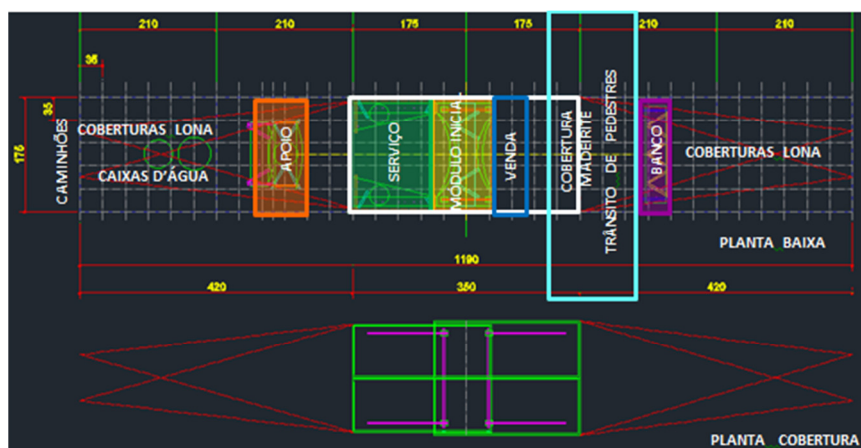 210 210 175 175 210 210
35
35
175
CAMINHÕES
COBERTURAS LONA
CAIXAS D'ÁGUA
APOIO
SERVIÇO
MÓDULO INICIAL
VENDA
COBERTURA
MADEIRITE
TRÂNSITO DE PEDESTRES
BANCO
COBERTURAS LONA
PLANTA BAIXA
1190
420 350 420
PLANTA COBERTURA